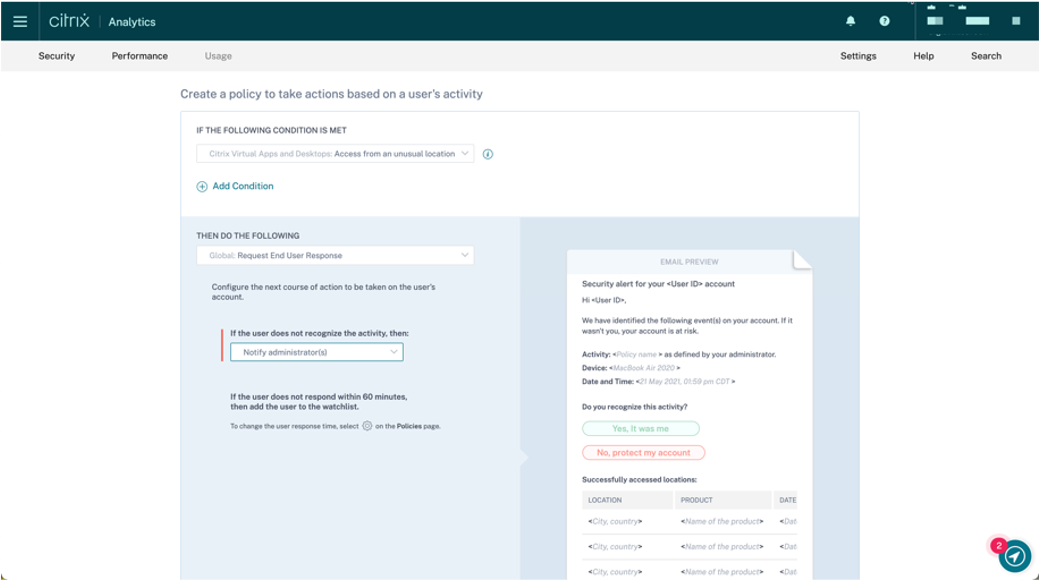 citrix Analytics
Security Performance Usage Settings Help Search
Create a policy to take actions based on a user's activity
IF THE FOLLOWING CONDITION IS MET
Citrix Virtual Apps and Desktops: Access from an unusual location
Add Condition
THEN DO THE FOLLOWING
Global: Request End User Response
Configure the next course of action to be taken on the user's
account.
If the user does not recognize the activity, then:
Notify administrator(s)
If the user does not respond within 60 minutes,
then add the user to the watchlist.
To change the user response time, select on the Policies page.
EMAIL PREVIEW
Security alert for your <User ID> account
Hi <User ID>,
We have identified the following event(s) on your account. If it
wasn't you, your account is at risk.
Activity: <Policy name > as defined by your administrator.
Device: <MacBook Air 2020 >
Date and Time: <21 May 2021, 01:59 pm CDT >
Do you recognize this activity?
Yes, It was me
No, protect my account
Successfully accessed locations:
LOCATION PRODUCT DATE
<City, country> <Name of the product> <Dat
<City, country> <Name of the product> <Dat
<City, country> <Name of the product> <Dat
2